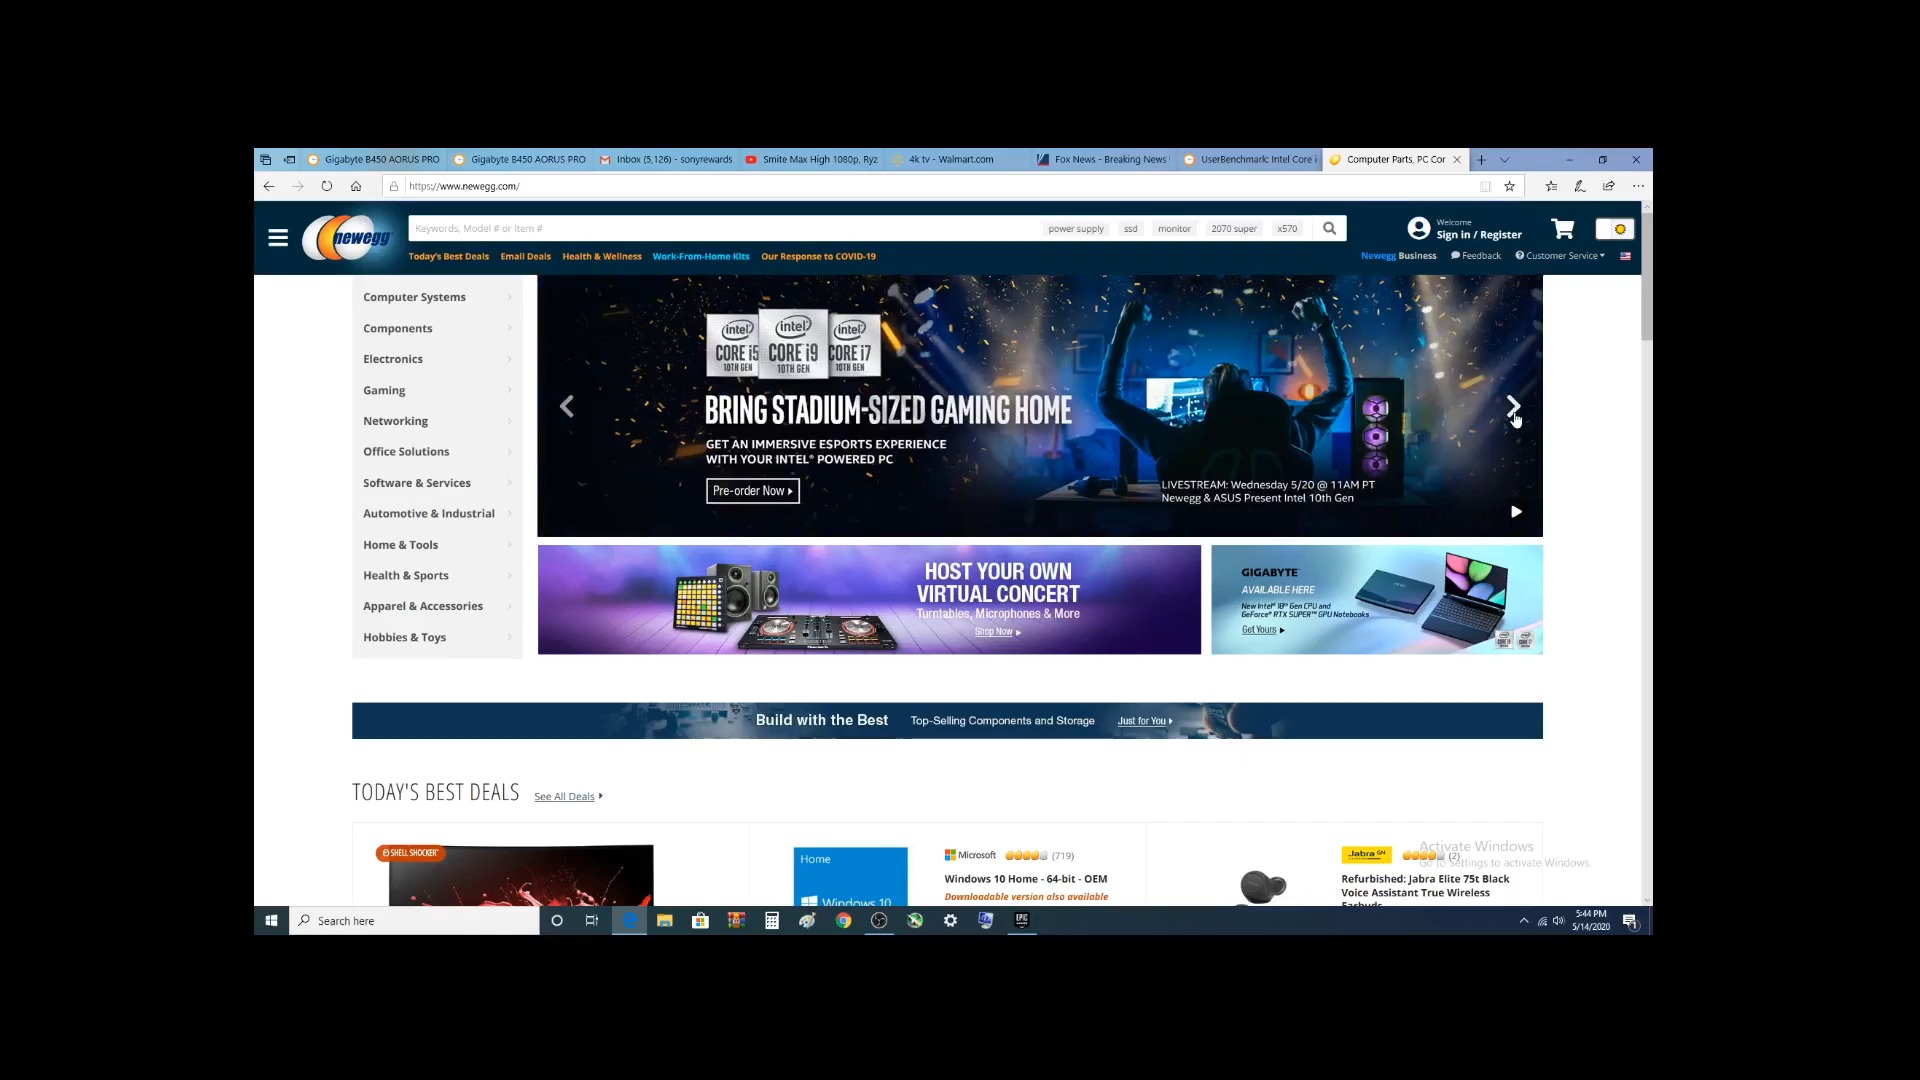 Gigabyte B450 AORUS PRO
Gigabyte B450 AORUS PRO
Inbox (5,126) - sonyrewards
Smite Max High 1080p, Ryz
4k tv - Walmart.com
Fox News - Breaking News
UserBenchmark: Intel Core i
Computer Parts, PC Cor
https://www.newegg.com/
newegg
Keywords, Model # or Item #
power supply
ssd
monitor
2070 super
x570
Welcome
Sign in / Register
Today's Best Deals
Email Deals
Health & Wellness
Work-From-Home Kits
Our Response to COVID-19
Newegg Business
Feedback
Customer Service
Computer Systems
Components
Electronics
Gaming
Networking
Office Solutions
Software & Services
Automotive & Industrial
Home & Tools
Health & Sports
Apparel & Accessories
Hobbies & Toys
intel
CORE i5
10TH GEN
intel
CORE i9
10TH GEN
intel
CORE i7
10TH GEN
BRING STADIUM-SIZED GAMING HOME
GET AN IMMERSIVE ESPORTS EXPERIENCE
WITH YOUR INTEL® POWERED PC
Pre-order Now
LIVESTREAM: Wednesday 5/20 @ 11AM PT
Newegg & ASUS Present Intel 10th Gen
HOST YOUR OWN
VIRTUAL CONCERT
Turntables, Microphones & More
Shop Now
GIGABYTE
AVAILABLE HERE
New Intel® 10th Gen CPU and
GeForce® RTX SUPER™ GPU Notebooks
Get Yours
Build with the Best
Top-Selling Components and Storage
Just for You
TODAY'S BEST DEALS
See All Deals
SHELL SHOCKER
Home
Windows 10
Microsoft
(719)
Windows 10 Home - 64-bit - OEM
Downloadable version also available
Jabra GN
(2)
Refurbished: Jabra Elite 75t Black
Voice Assistant True Wireless
Earbuds
Activate Windows
Go to Settings to activate Windows.
Search here
EPIC
5:44 PM
5/14/2020